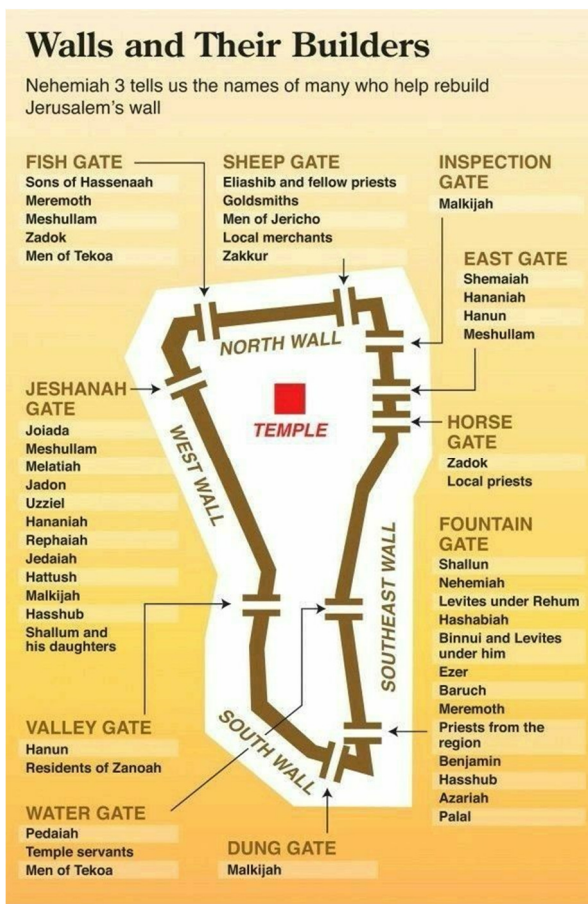 Walls and Their Builders
Nehemiah 3 tells us the names of many who help rebuild
Jerusalem's wall
FISH GATE
Sons of Hassenaah
Meremoth
Meshullam
Zadok
Men of Tekoa
SHEEP GATE
Eliashib and fellow priests
Goldsmiths
Men of Jericho
Local merchants
Zakkur
INSPECTION
GATE
Malkijah
EAST GATE
Shemaiah
Hananiah
Hanun
Meshullam
NORTH WALL
TEMPLE
WEST WALL
SOUTHEAST WALL
SOUTH WALL
JESHANAH
GATE
Joiada
Meshullam
Melatiah
Jadon
Uzziel
Hananiah
Rephaiah
Jedaiah
Hattush
Malkijah
Hasshub
Shallum and
his daughters
HORSE
GATE
Zadok
Local priests
FOUNTAIN
GATE
Shallun
Nehemiah
Levites under Rehum
Hashabiah
Binnui and Levites
under him
Ezer
Baruch
Meremoth
Priests from the
region
Benjamin
Hasshub
Azariah
Palal
VALLEY GATE
Hanun
Residents of Zanoah
WATER GATE
Pedaiah
Temple servants
Men of Tekoa
DUNG GATE
Malkijah